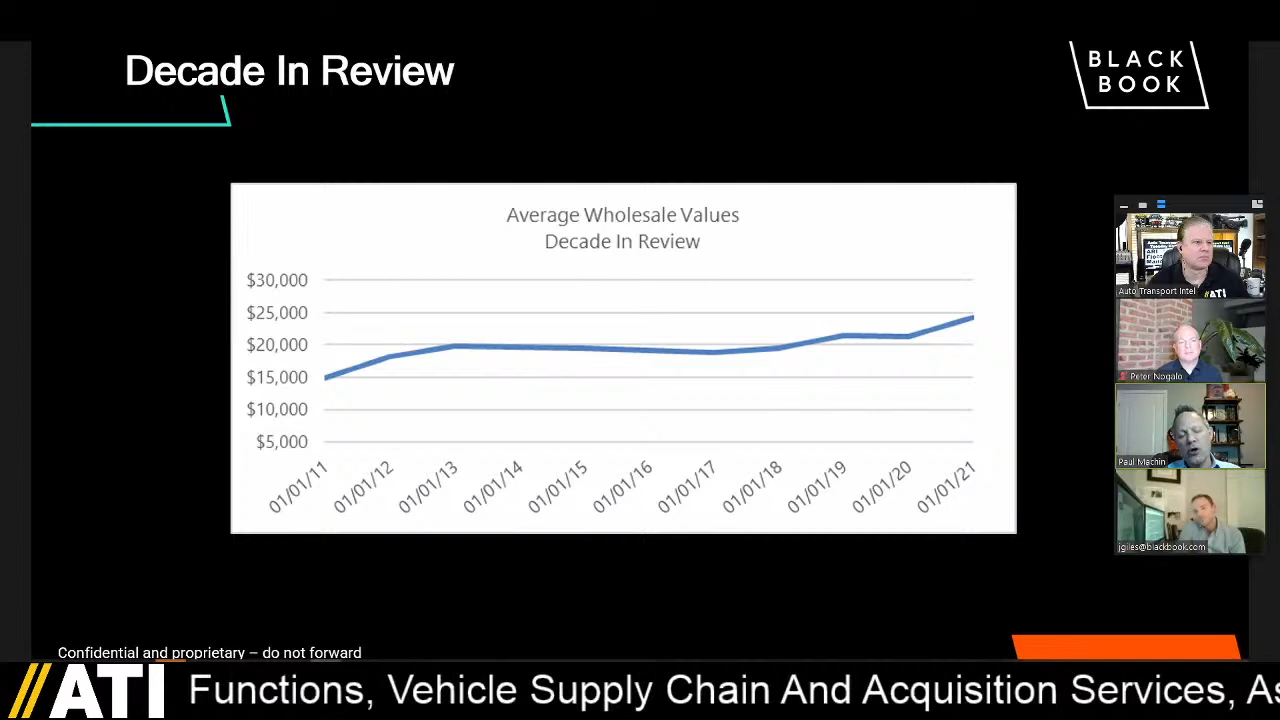 Decade In Review
BLACK
BOOK
Average Wholesale Values
Decade In Review
$30,000
$25,000
$20,000
$15,000
$10,000
$5,000
01/01/11
01/01/12
01/01/13
01/01/14
01/01/15
01/01/16
01/01/17
01/01/18
01/01/19
01/01/20
01/01/21
Auto Transport Intel
Peter Nogalo
Paul Machin
jgiles@blackbook.com
Confidential and proprietary – do not forward
//ATI
Functions, Vehicle Supply Chain And Acquisition Services, As